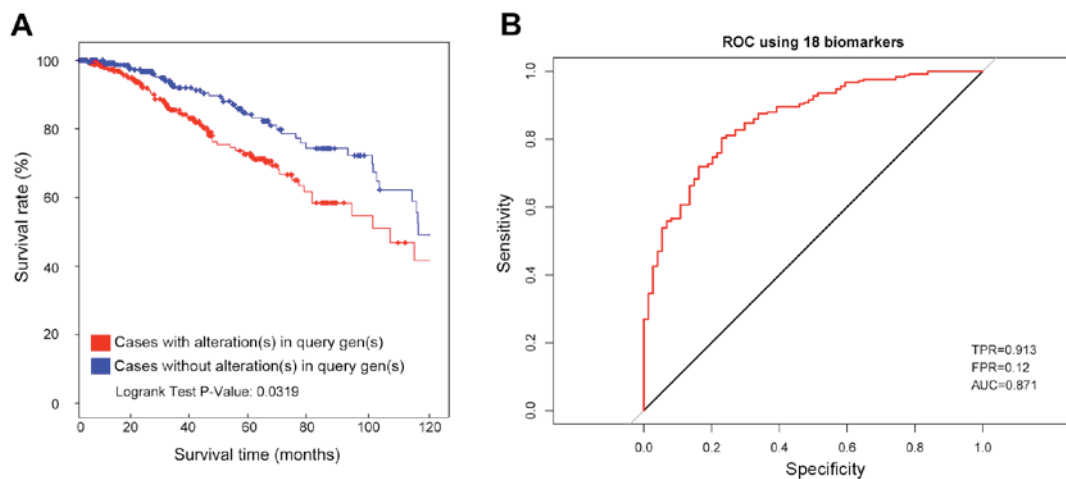 A
100
80
60
40
20
0
Survival rate (%)
Cases with alteration(s) in query gen(s)
Cases without alteration(s) in query gen(s)
Logrank Test P-Value: 0.0319
0 20 40 60 80 100 120
Survival time (months)
B
ROC using 18 biomarkers
1.0
0.8
0.6
0.4
0.2
0.0
Sensitivity
TPR=0.913
FPR=0.12
AUC=0.871
0.0 0.2 0.4 0.6 0.8 1.0
Specificity